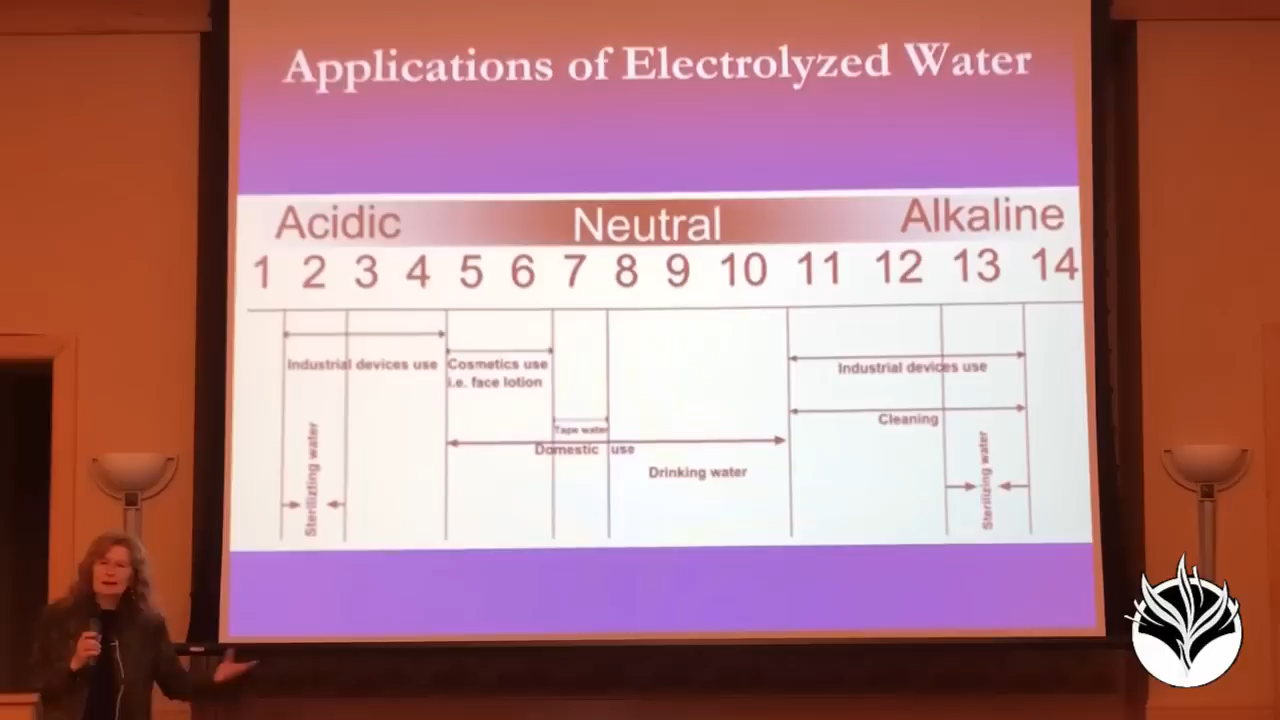 Applications of Electrolyzed Water
Acidic Neutral Alkaline
1 2 3 4 5 6 7 8 9 10 11 12 13 14
Industrial devices use
Cosmetics use
i.e. face lotion
Industrial devices use
Tape water
Cleaning
Domestic use
Drinking water
Sterilizting water
Sterilizing water